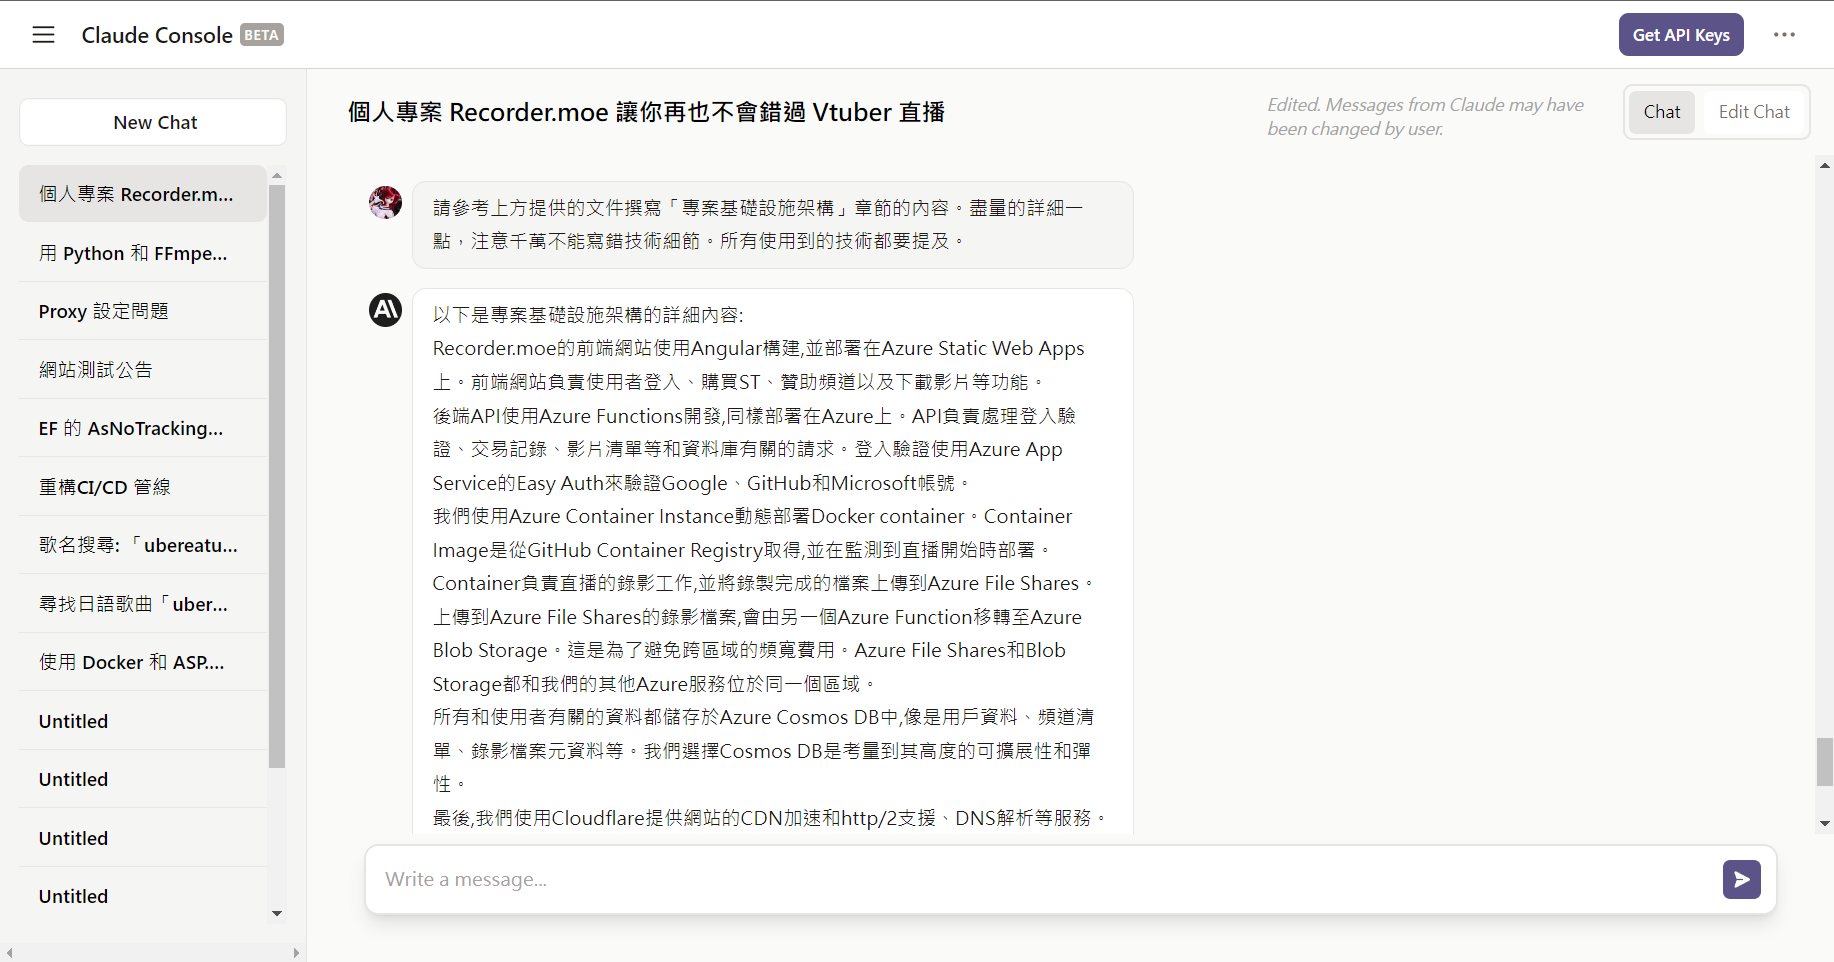 Claude Console BETA
Get API Keys
New Chat
個人專案 Recorder.m...
用 Python 和 FFmpe...
Proxy 設定問題
網站測試公告
EF 的 AsNoTracking...
重構CI/CD 管線
歌名搜尋: 「ubereatu...
尋找日語歌曲「uber...
使用 Docker 和 ASP....
Untitled
Untitled
Untitled
Untitled
個人專案 Recorder.moe 讓你再也不會錯過 Vtuber 直播
Edited. Messages from Claude may have
been changed by user.
Chat
Edit Chat
請參考上方提供的文件撰寫「專案基礎設施架構」章節的內容。盡量的詳細一
點，注意千萬不能寫錯技術細節。所有使用到的技術都要提及。
以下是專案基礎設施架構的詳細內容:
Recorder.moe的前端網站使用Angular構建,並部署在Azure Static Web Apps
上。前端網站負責使用者登入、購買ST、贊助頻道以及下載影片等功能。
後端API使用Azure Functions開發,同樣部署在Azure上。API負責處理登入驗
證、交易記錄、影片清單等和資料庫有關的請求。登入驗證使用Azure App
Service的Easy Auth來驗證Google、GitHub和Microsoft帳號。
我們使用Azure Container Instance動態部署Docker container。Container
Image是從GitHub Container Registry取得,並在監測到直播開始時部署。
Container負責直播的錄影工作,並將錄製完成的檔案上傳到Azure File Shares。
上傳到Azure File Shares的錄影檔案,會由另一個Azure Function移轉至Azure
Blob Storage。這是為了避免跨區域的頻寬費用。Azure File Shares和Blob
Storage都和我們的其他Azure服務位於同一個區域。
所有和使用者有關的資料都儲存於Azure Cosmos DB中,像是用戶資料、頻道清
單、錄影檔案元資料等。我們選擇Cosmos DB是考量到其高度的可擴展性和彈
性。
最後,我們使用Cloudflare提供網站的CDN加速和http/2支援、DNS解析等服務。
Write a message...